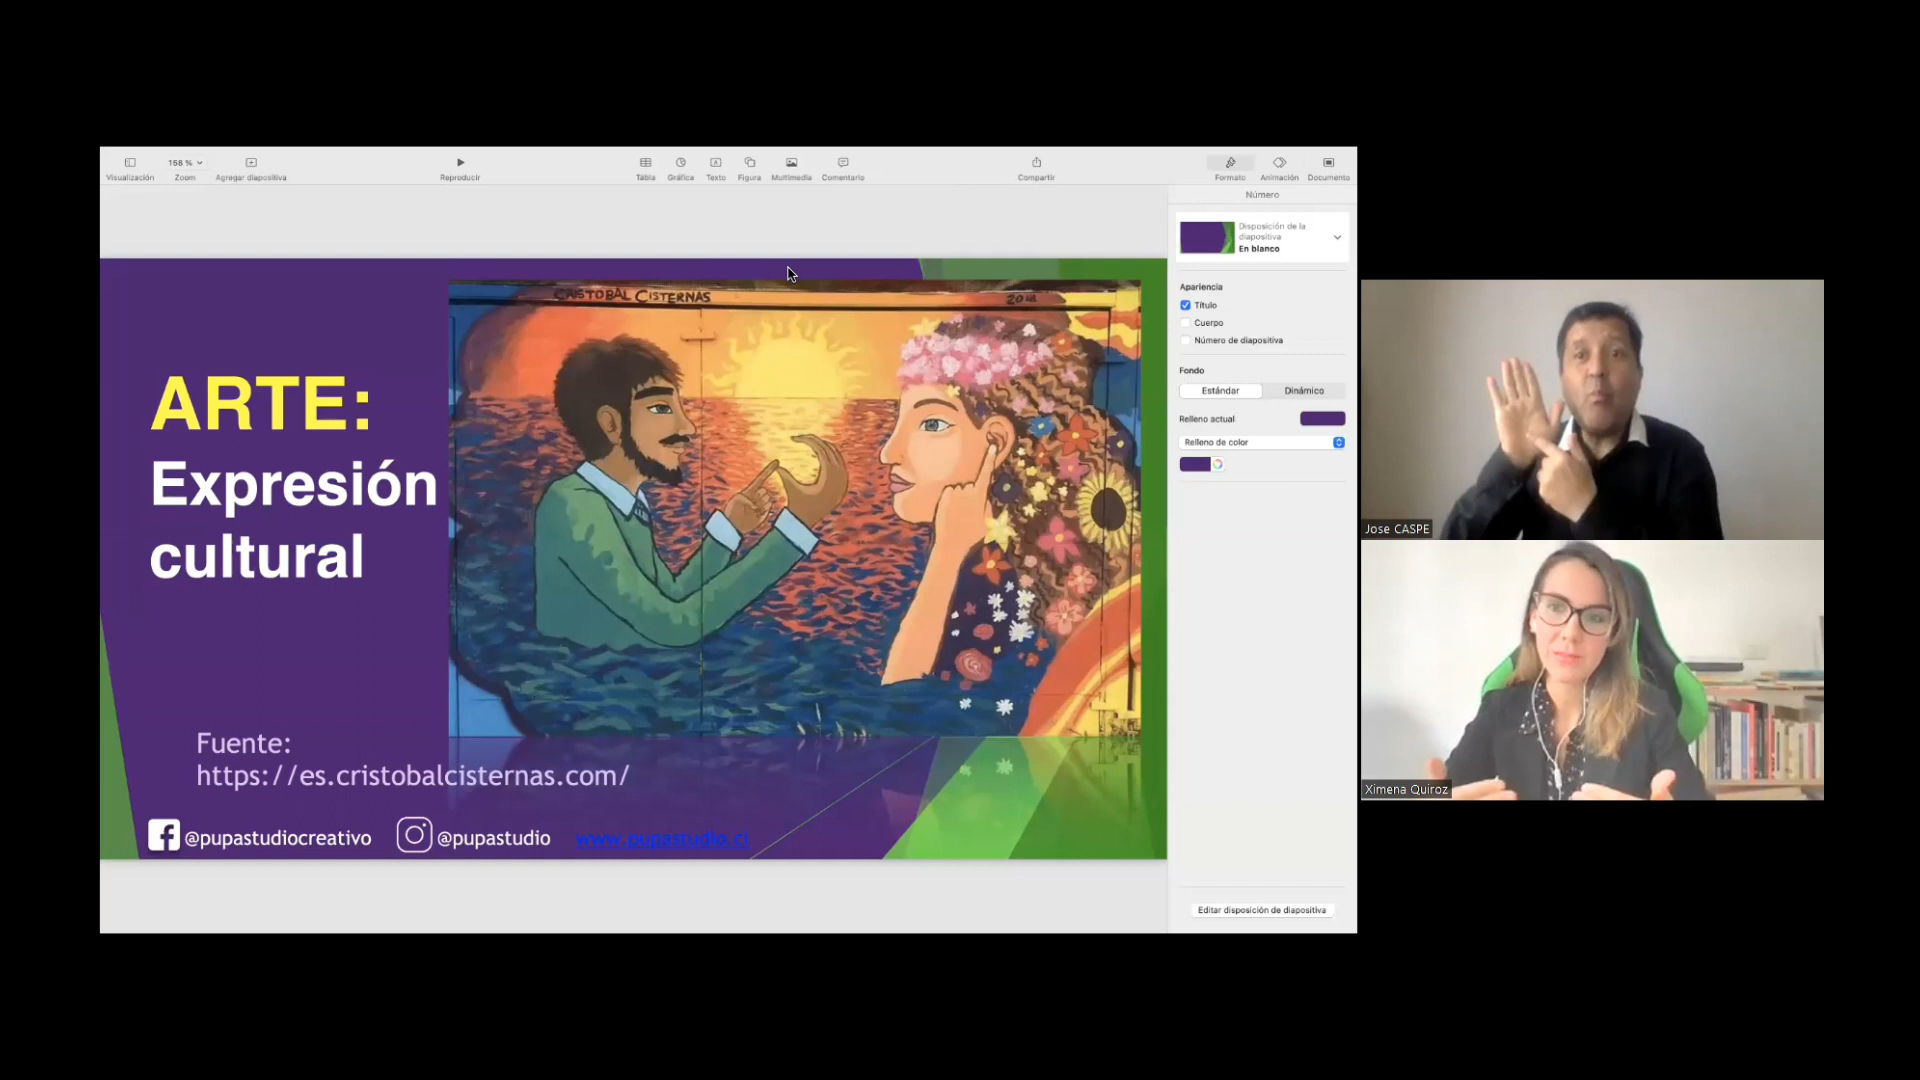 Visualización
158 %
Zoom
Agregar diapositiva
Reproducir
Tabla
Gráfica
Texto
Figura
Multimedia
Comentario
Compartir
Formato
Animación
Documento
Número
Disposición de la
diapositiva
En blanco
Apariencia
Título
Cuerpo
Número de diapositiva
Fondo
Estándar
Dinámico
Relleno actual
Relleno de color
Editar disposición de diapositiva
CRISTOBAL CISTERNAS
ARTE:
Expresión
cultural
Fuente:
https://es.cristobalcisternas.com/
@pupastudiocreativo
@pupastudio
www.pupastudio.cl
Jose CASPE
Ximena Quiroz